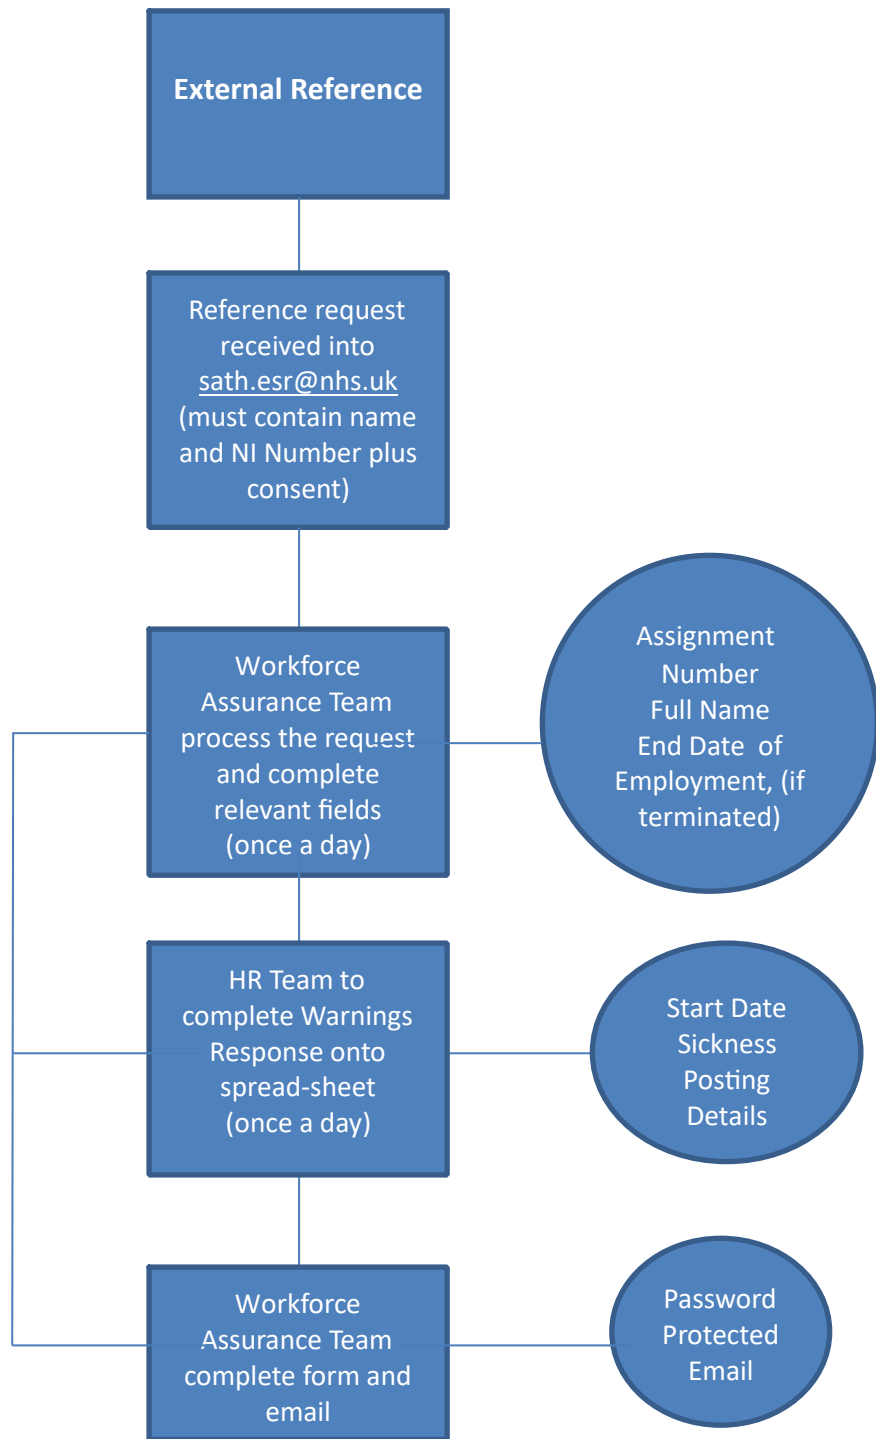 External Reference
Reference request
received into
sath.esr@nhs.uk
(must contain name
and NI Number plus
consent)
Workforce
Assurance Team
process the request
and complete
relevant fields
(once a day)
Assignment
Number
Full Name
End Date of
Employment, (if
terminated)
HR Team to
complete Warnings
Response onto
spread-sheet
(once a day)
Start Date
Sickness
Posting
Details
Workforce
Assurance Team
complete form and
email
Password
Protected
Email